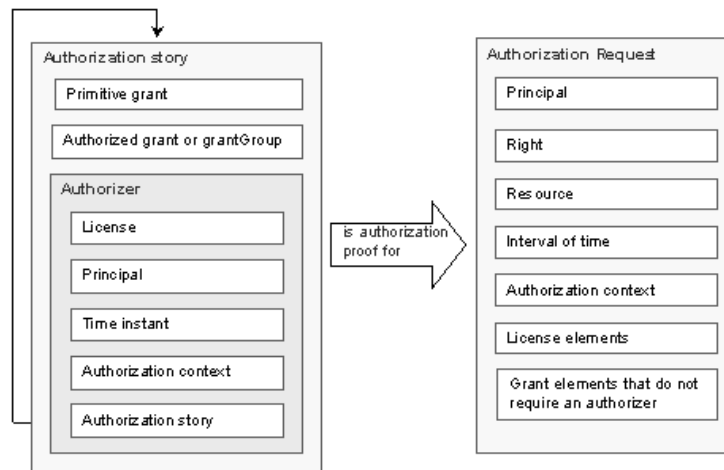 Authorization story
Primitive grant
Authorized grant or grantGroup
Authorizer
License
Principal
Time instant
Authorization context
Authorization story
is authorization
proof for
Authorization Request
Principal
Right
Resource
Interval of time
Authorization context
License elements
Grant elements that do not
require an authorizer